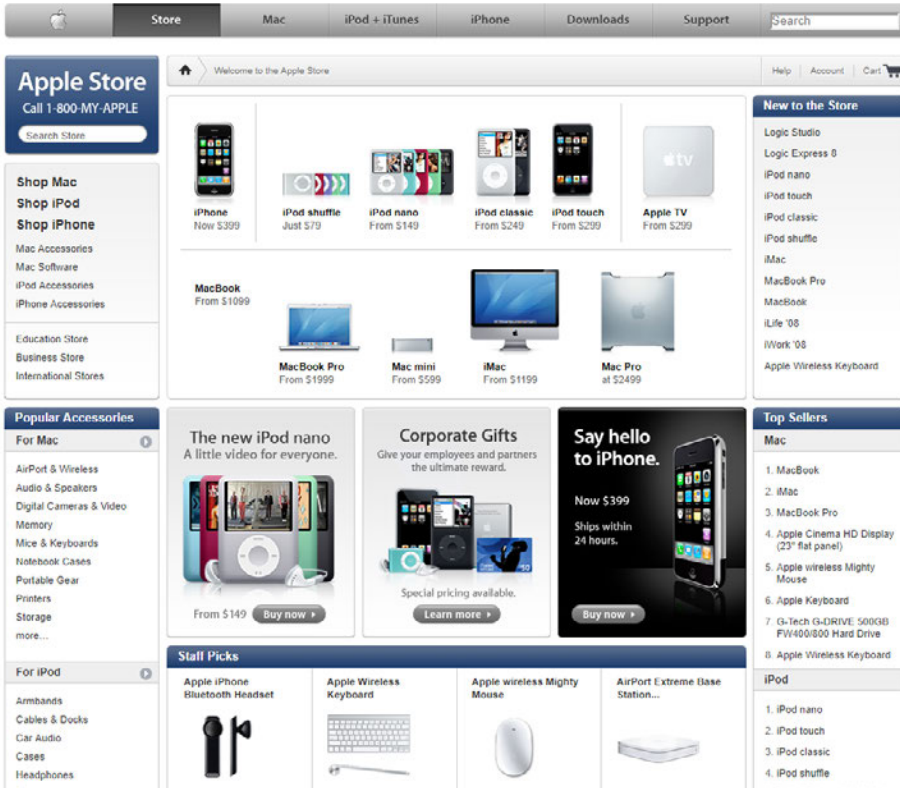 Store
Mac
iPod + iTunes
iPhone
Downloads
Support
Search
Apple Store
Call 1-800-MY-APPLE
Search Store
Welcome to the Apple Store
Help
Account
Cart
Shop Mac
Shop iPod
Shop iPhone
Mac Accessories
Mac Software
iPod Accessories
iPhone Accessories
Education Store
Business Store
International Stores
iPhone
Now $399
iPod shuffle
Just $79
iPod nano
From $149
iPod classic
From $249
iPod touch
From $299
tv
Apple TV
From $299
MacBook
From $1099
MacBook Pro
From $1999
Mac mini
From $599
iMac
From $1199
Mac Pro
at $2499
New to the Store
Logic Studio
Logic Express 8
iPod nano
iPod touch
iPod classic
iPod shuffle
iMac
MacBook Pro
MacBook
iLife '08
iWork '08
Apple Wireless Keyboard
Popular Accessories
For Mac
AirPort & Wireless
Audio & Speakers
Digital Cameras & Video
Memory
Mice & Keyboards
Notebook Cases
Portable Gear
Printers
Storage
more...
For iPod
Armbands
Cables & Docks
Car Audio
Cases
Headphones
The new iPod nano
A little video for everyone.
From $149
Buy now
Corporate Gifts
Give your employees and partners
the ultimate reward.
50
Special pricing available.
Learn more
Say hello
to iPhone.
Now $399
Ships within
24 hours.
Buy now
Staff Picks
Apple iPhone
Bluetooth Headset
Apple Wireless
Keyboard
Apple wireless Mighty
Mouse
AirPort Extreme Base
Station...
Top Sellers
Mac
1. MacBook
2. iMac
3. MacBook Pro
4. Apple Cinema HD Display
(23" flat panel)
5. Apple wireless Mighty
Mouse
6. Apple Keyboard
7. G-Tech G-DRIVE 500GB
FW400/800 Hard Drive
8. Apple Wireless Keyboard
iPod
1. iPod nano
2. iPod touch
3. iPod classic
4. iPod shuffle